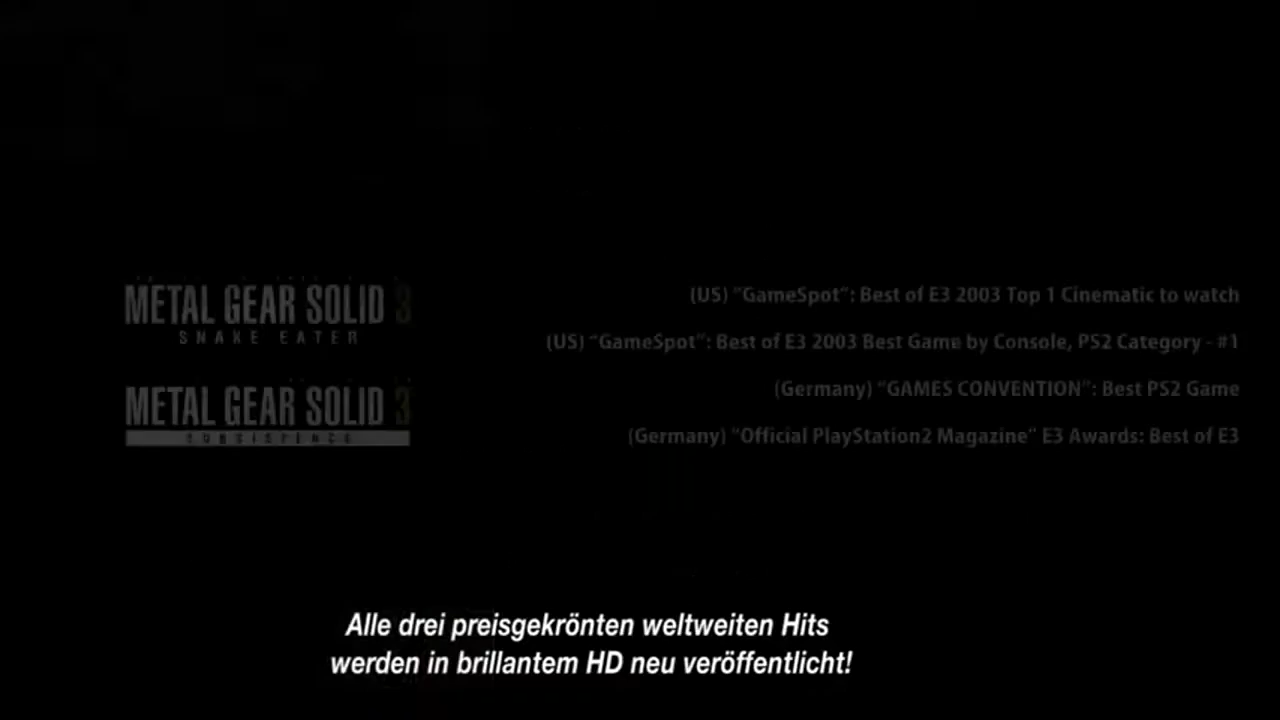 METAL GEAR SOLID 3
SNAKE EATER
(US) "GameSpot": Best of E3 2003 Top 1 Cinematic to watch
(US) "GameSpot": Best of E3 2003 Best Game by Console, PS2 Category - #1
METAL GEAR SOLID 3
SUBSISTENCE
(Germany) "GAMES CONVENTION": Best PS2 Game
(Germany) "Official PlayStation2 Magazine" E3 Awards: Best of E3
Alle drei preisgekrönten weltweiten Hits
werden in brillantem HD neu veröffentlicht!